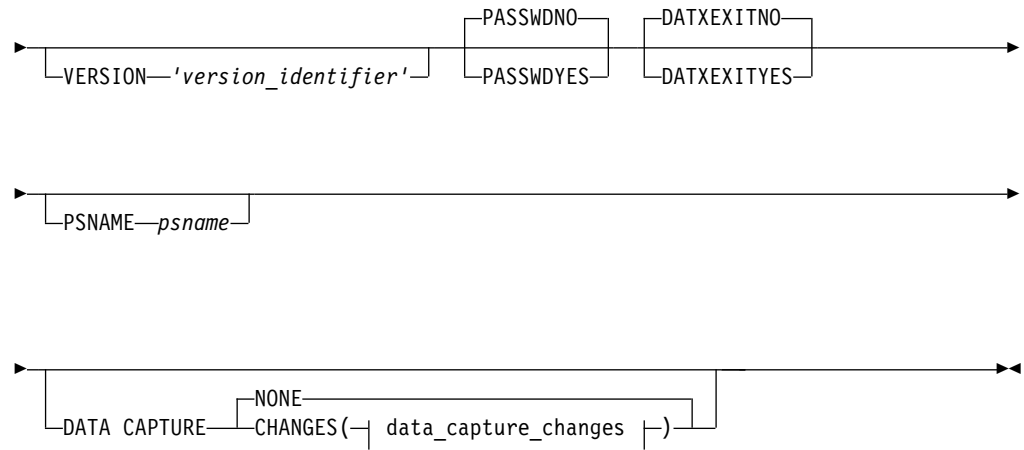 PASSWDNO DATXEXITNO
VERSION 'version_identifier' PASSWDYES DATXEXITYES
PSNAME psname
NONE
DATA CAPTURE CHANGES( data_capture_changes )